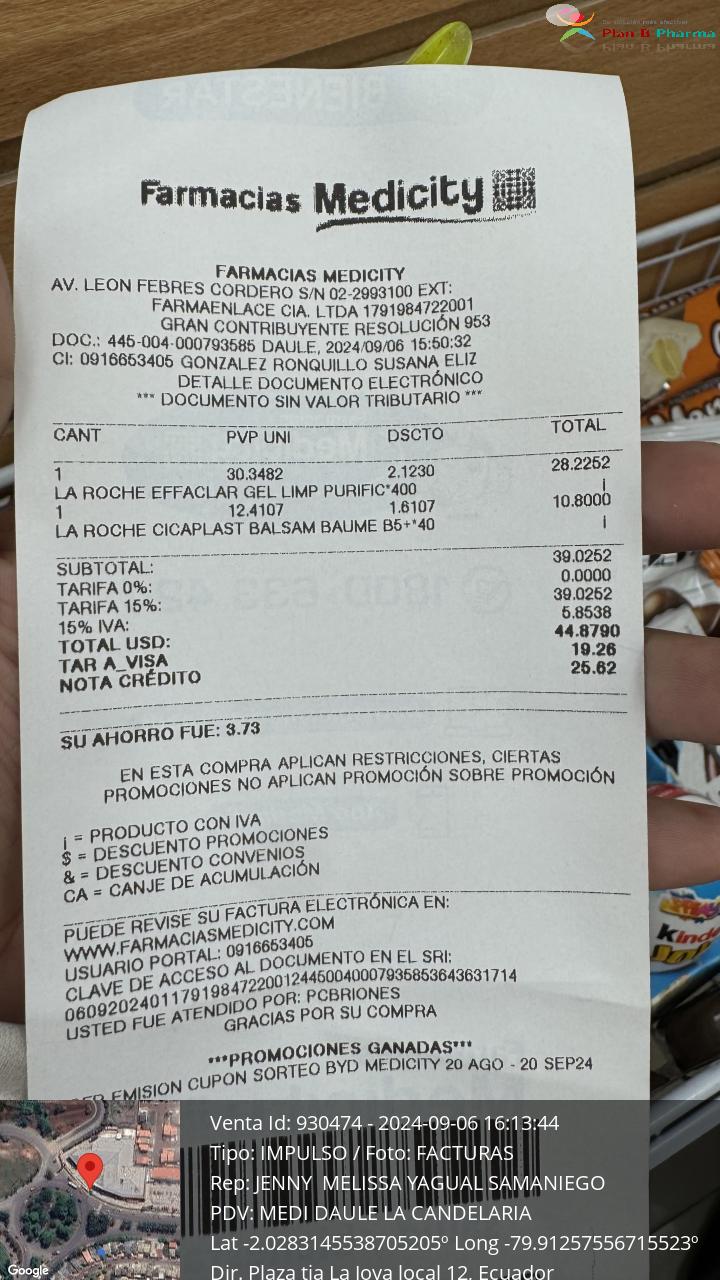 Plan B Pharma
BIENESTAR
Farmacias Medicity
FARMACIAS MEDICITY
AV. LEON FEBRES CORDERO S/N 02-2993100 EXT:
FARMAENLACE CIA. LTDA 1791984722001
GRAN CONTRIBUYENTE RESOLUCIÓN 953
DOC.: 445-004-000793585 DAULE, 2024/09/06 15:50:32
CI: 0916653405 GONZALEZ RONQUILLO SUSANA ELIZ
DETALLE DOCUMENTO ELECTRÓNICO
*** DOCUMENTO SIN VALOR TRIBUTARIO ***
CANT PVP UNI DSCTO TOTAL
1 30.3482 2.1230 28.2252
LA ROCHE EFFACLAR GEL LIMP PURIFIC*400 i
1 12.4107 1.6107 10.8000
LA ROCHE CICAPLAST BALSAM BAUME B5+*40 i
SUBTOTAL: 39.0252
TARIFA 0%: 0.0000
TARIFA 15%: 39.0252
15% IVA: 5.8538
TOTAL USD: 44.8790
TAR A_VISA 19.26
NOTA CRÉDITO 25.62
SU AHORRO FUE: 3.73
EN ESTA COMPRA APLICAN RESTRICCIONES, CIERTAS
PROMOCIONES NO APLICAN PROMOCIÓN SOBRE PROMOCIÓN
i = PRODUCTO CON IVA
$ = DESCUENTO PROMOCIONES
& = DESCUENTO CONVENIOS
CA = CANJE DE ACUMULACIÓN
PUEDE REVISE SU FACTURA ELECTRÓNICA EN:
WWW.FARMACIASMEDICITY.COM
USUARIO PORTAL: 0916653405
CLAVE DE ACCESO AL DOCUMENTO EN EL SRI:
0609202401179198472200124450040007935853643631714
USTED FUE ATENDIDO POR: PCBRIONES
GRACIAS POR SU COMPRA
***PROMOCIONES GANADAS***
EMISION CUPON SORTEO BYD MEDICITY 20 AGO - 20 SEP24
Venta Id: 930474 - 2024-09-06 16:13:44
Tipo: IMPULSO / Foto: FACTURAS
Rep: JENNY MELISSA YAGUAL SAMANIEGO
PDV: MEDI DAULE LA CANDELARIA
Lat -2.0283145538705205º Long -79.91257556715523º
Dir. Plaza tia La Joya local 12, Ecuador
Google